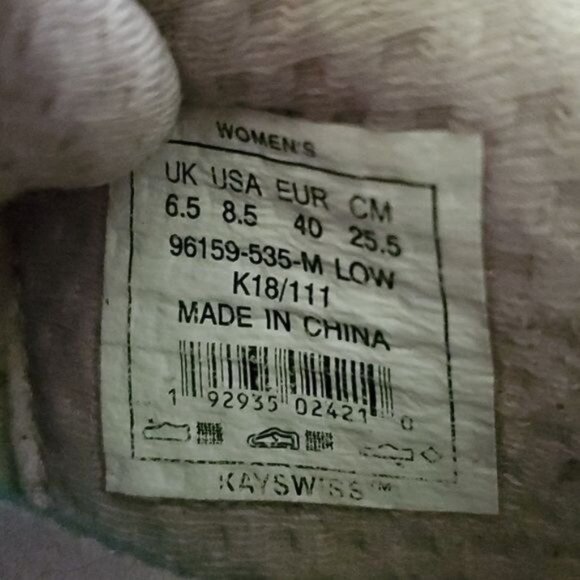 WOMEN'S
UK USA EUR CM
6.5 8.5 40 25.5
96159-535-M LOW
K18/111
MADE IN CHINA
1 92935 02421 0
KAYSWISS™